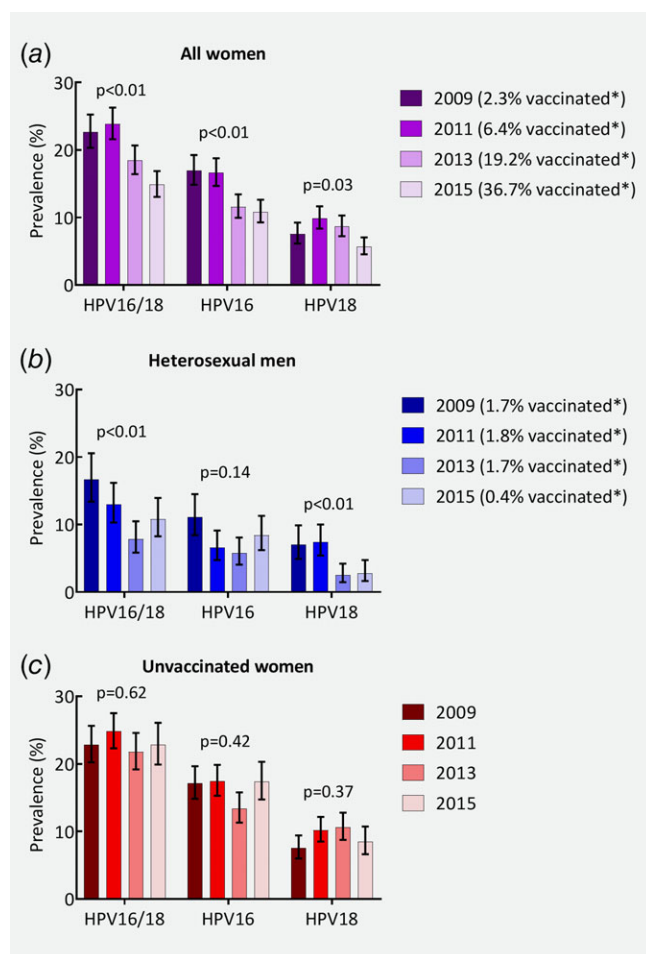 (a)
All women
Prevalence (%)
30
20
10
0
p<0.01
p<0.01
p=0.03
HPV16/18 HPV16 HPV18
2009 (2.3% vaccinated*)
2011 (6.4% vaccinated*)
2013 (19.2% vaccinated*)
2015 (36.7% vaccinated*)
(b)
Heterosexual men
Prevalence (%)
30
20
10
0
p<0.01
p=0.14
p<0.01
HPV16/18 HPV16 HPV18
2009 (1.7% vaccinated*)
2011 (1.8% vaccinated*)
2013 (1.7% vaccinated*)
2015 (0.4% vaccinated*)
(c)
Unvaccinated women
Prevalence (%)
30
20
10
0
p=0.62
p=0.42
p=0.37
HPV16/18 HPV16 HPV18
2009
2011
2013
2015